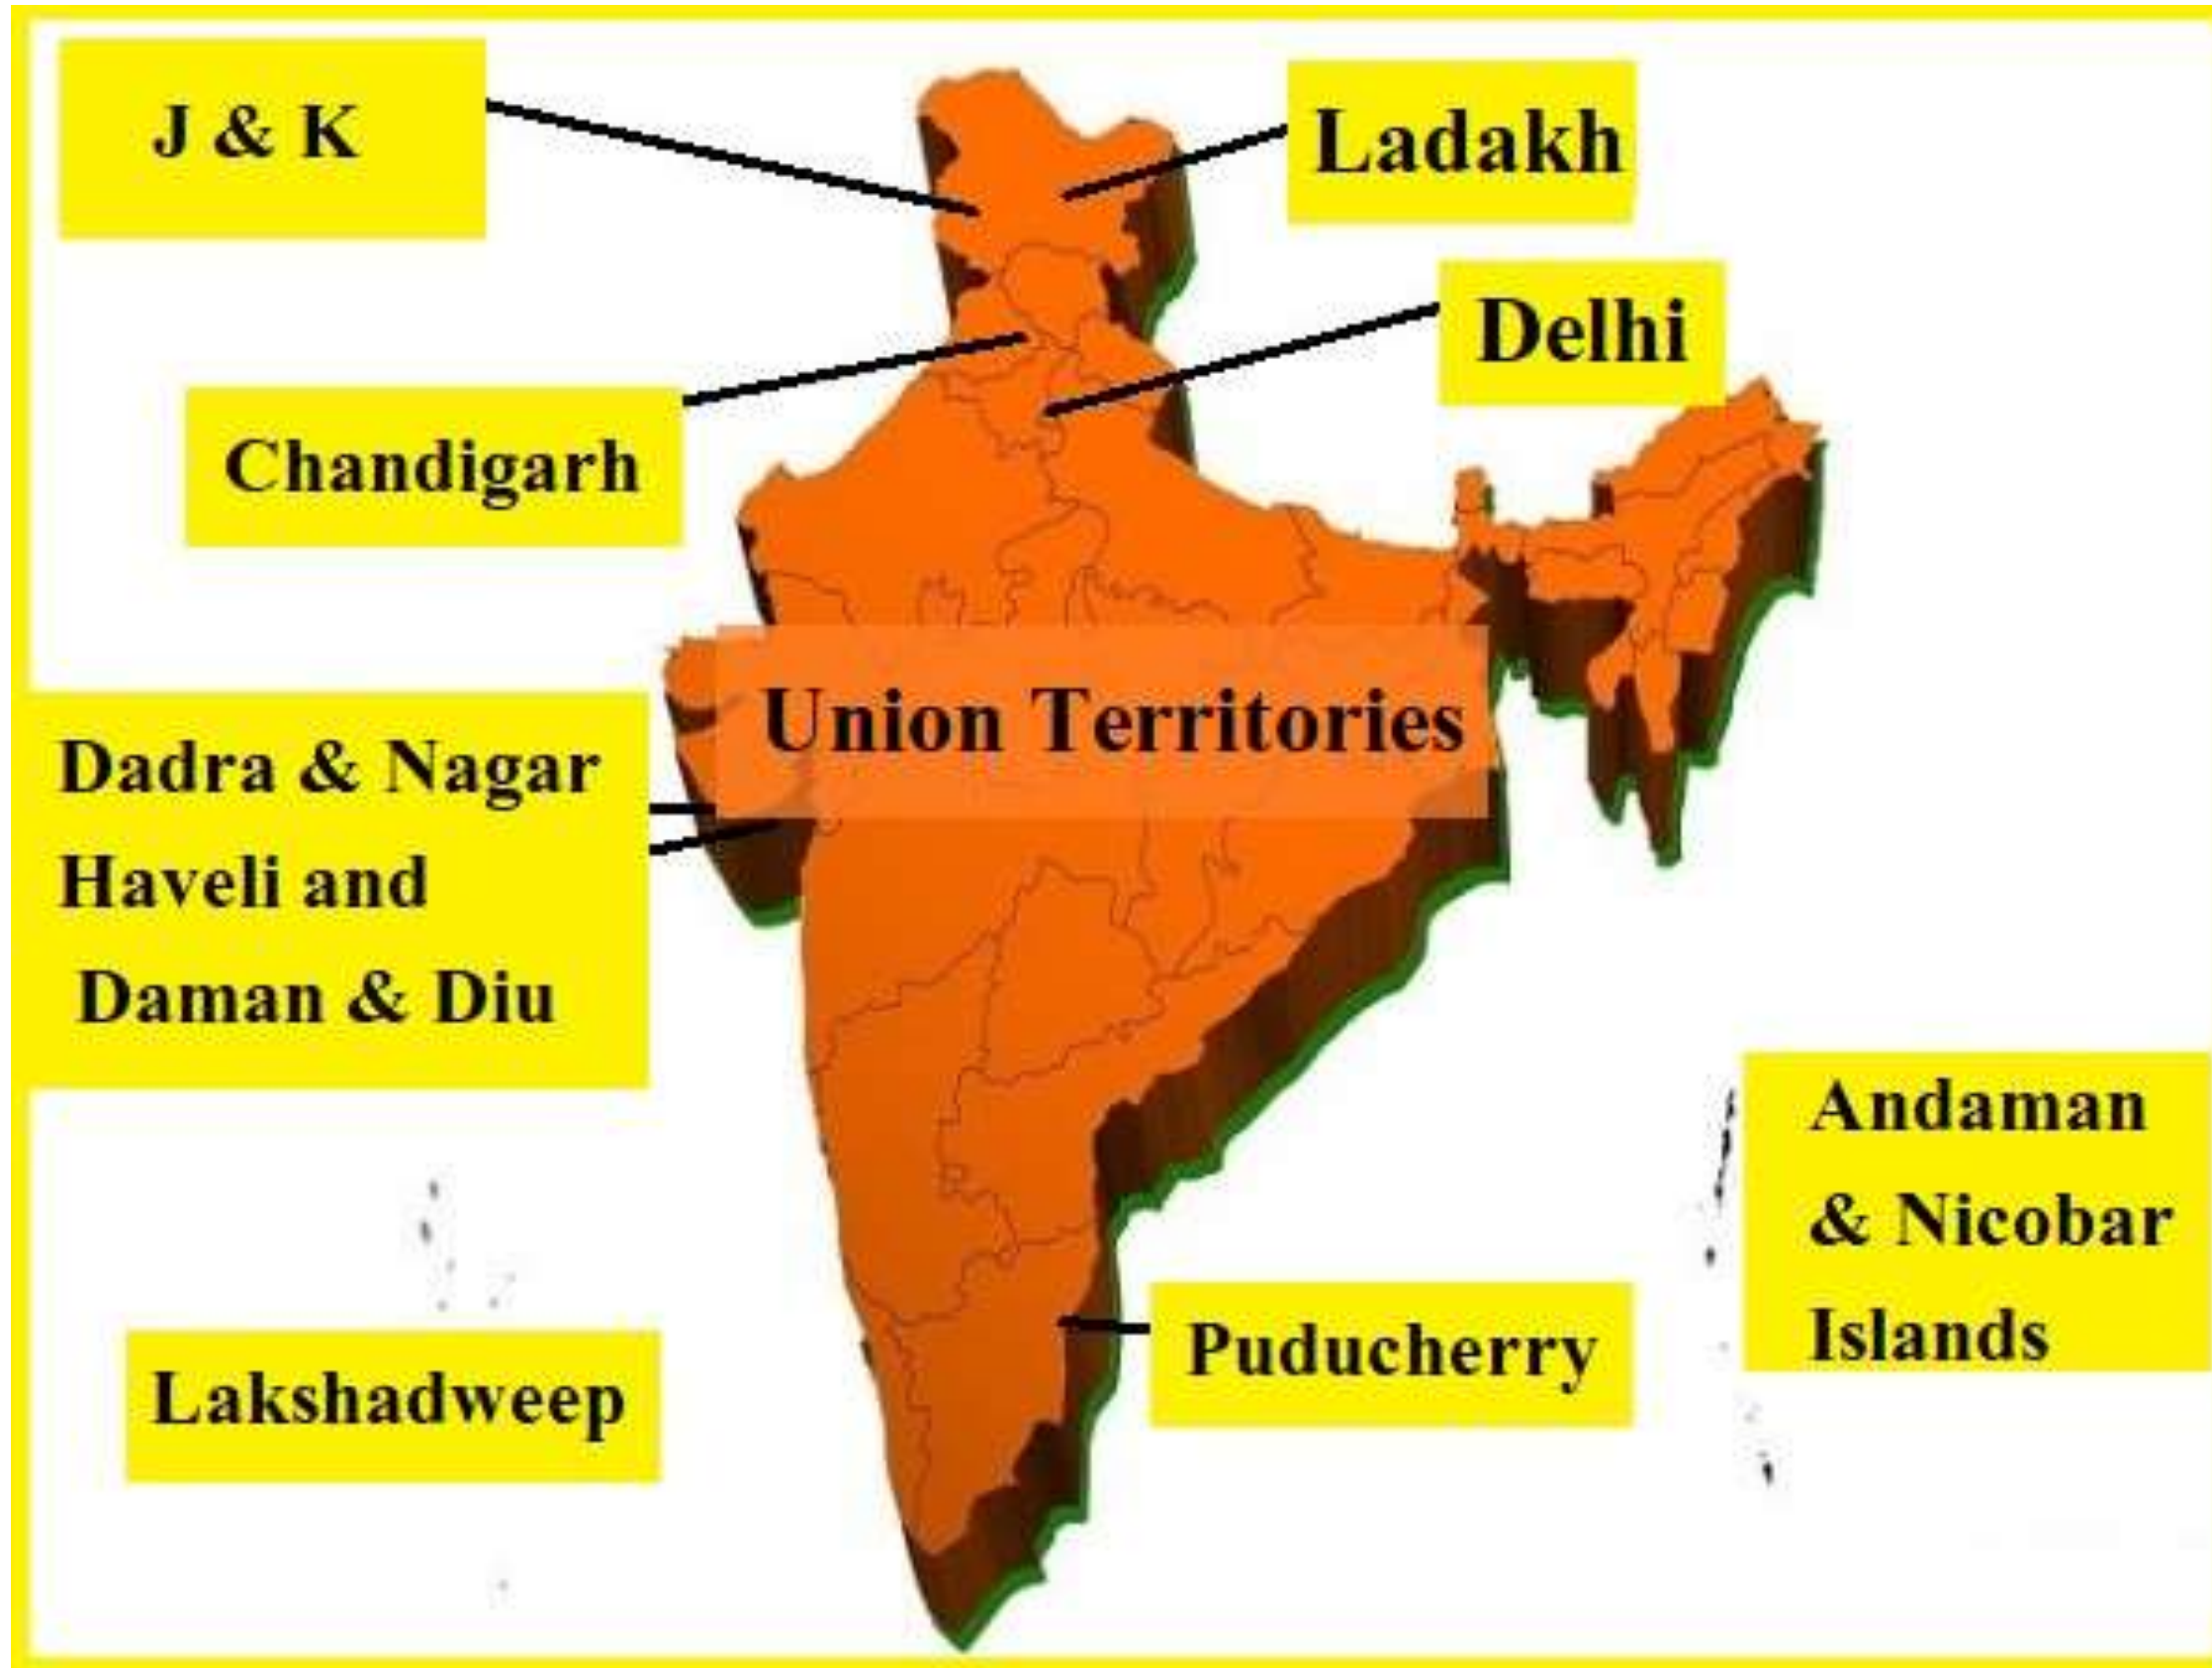 J & K
Ladakh
Delhi
Chandigarh
Union Territories
Dadra & Nagar
Haveli and
Daman & Diu
Andaman
& Nicobar
Islands
Puducherry
Lakshadweep